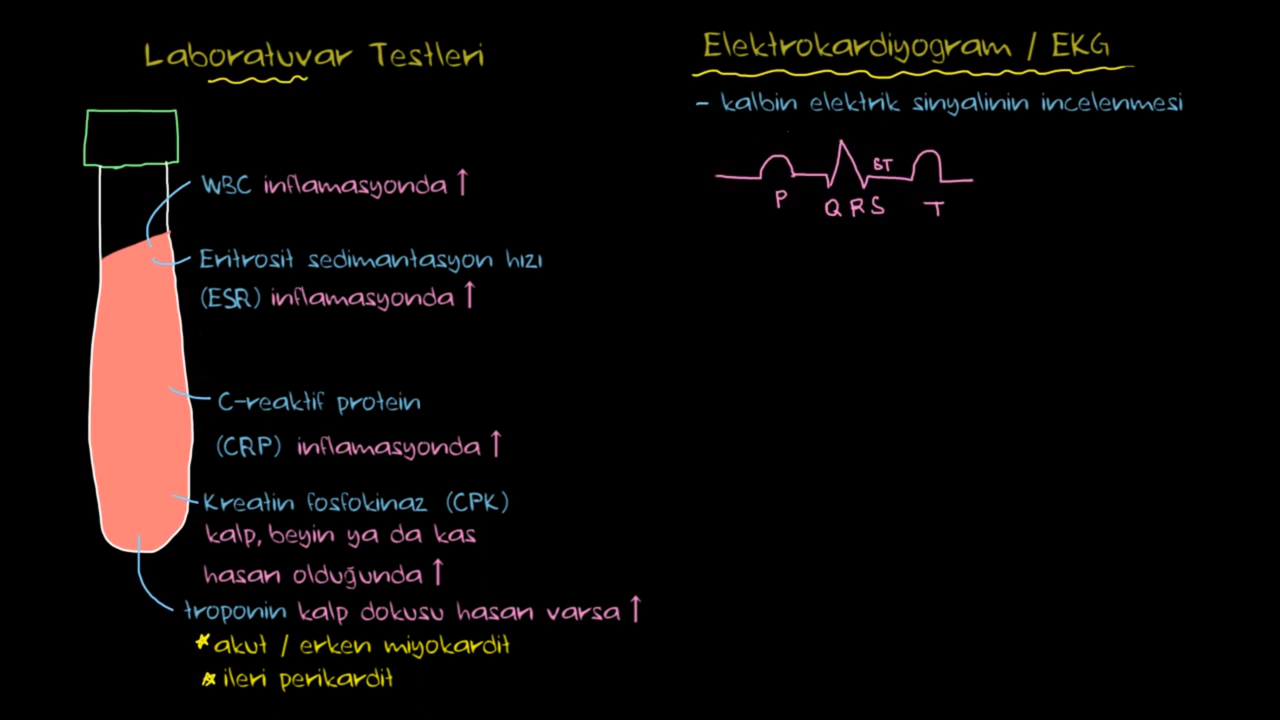 Laboratuvar Testleri
WBC inflamasyonda ↑
Eritrosit sedimantasyon hızı
(ESR) inflamasyonda ↑
C-reaktif protein
(CRP) inflamasyonda ↑
Kreatin fosfokinaz (CPK)
kalp, beyin ya da kas
hasarı olduğunda ↑
troponin kalp dokusu hasarı varsa ↑
* akut / erken miyokardit
* ileri perikardit
Elektrokardiyogram / EKG
- kalbin elektrik sinyalinin incelenmesi
ST
P Q R S T